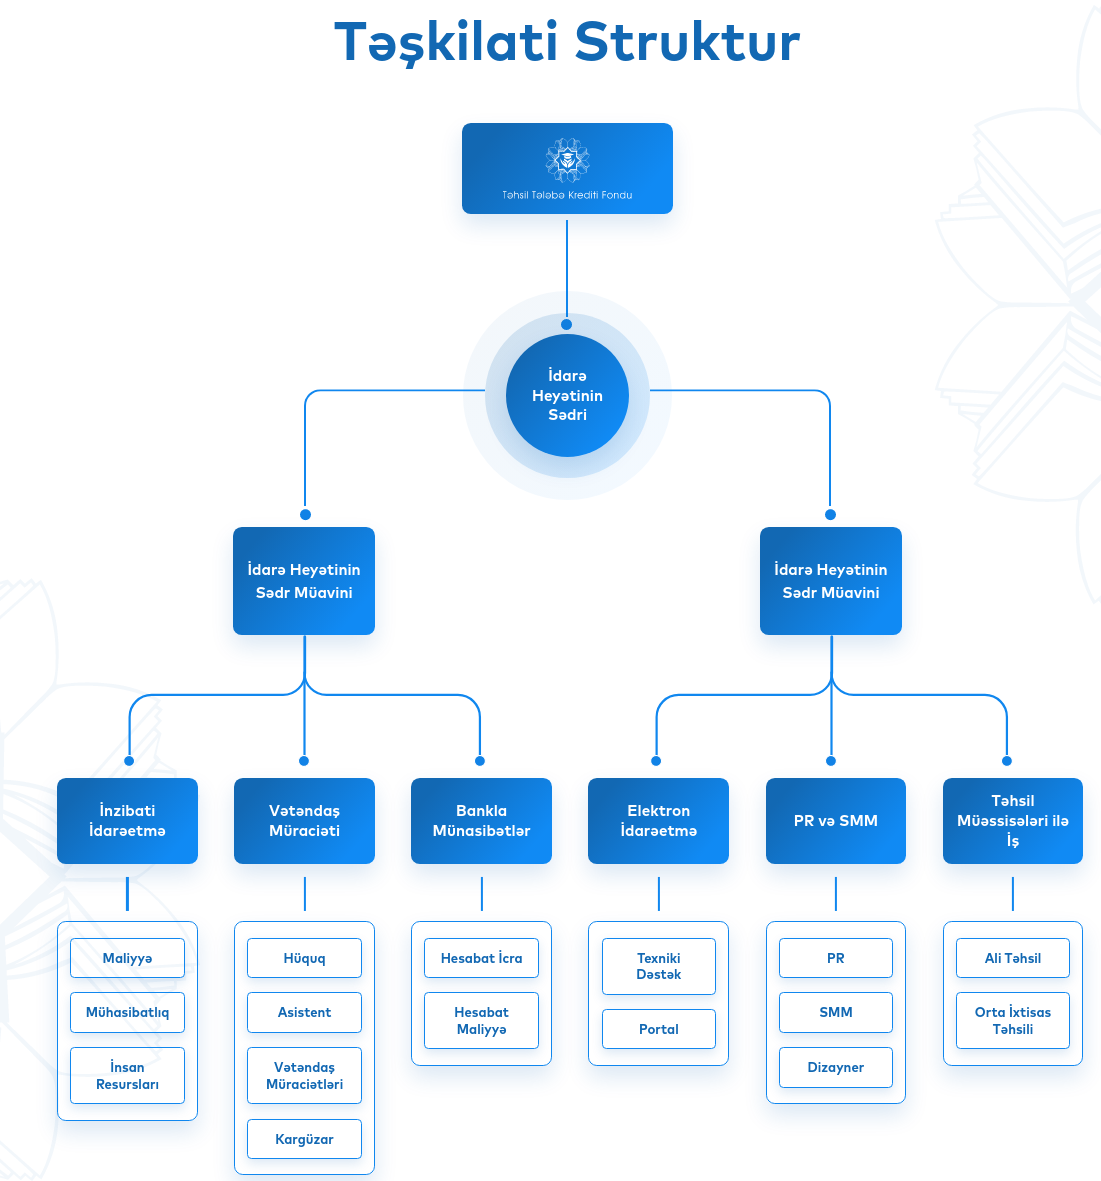 Təşkilati Struktur
Təhsil Tələbə Krediti Fondu
İdarə
Heyətinin
Sədri
İdarə Heyətinin
Sədr Müavini
İdarə Heyətinin
Sədr Müavini
İnzibati
İdarəetmə
Vətəndaş
Müraciəti
Bankla
Münasibətlər
Elektron
İdarəetmə
PR və SMM
Təhsil
Müəssisələri ilə
İş
Maliyyə
Mühasibatlıq
İnsan
Resursları
Hüquq
Asistent
Vətəndaş
Müraciətləri
Kargüzar
Hesabat İcra
Hesabat
Maliyyə
Texniki
Dəstək
Portal
PR
SMM
Dizayner
Ali Təhsil
Orta İxtisas
Təhsili